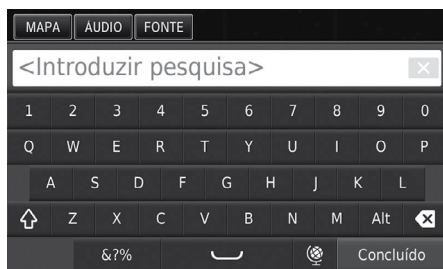 MAPA ÁUDIO FONTE
<Introduzir pesquisa>
1 2 3 4 5 6 7 8 9 0
Q W E R T Y U I O P
A S D F G H J K L
Z X C V B N M Alt
&?% Concluído